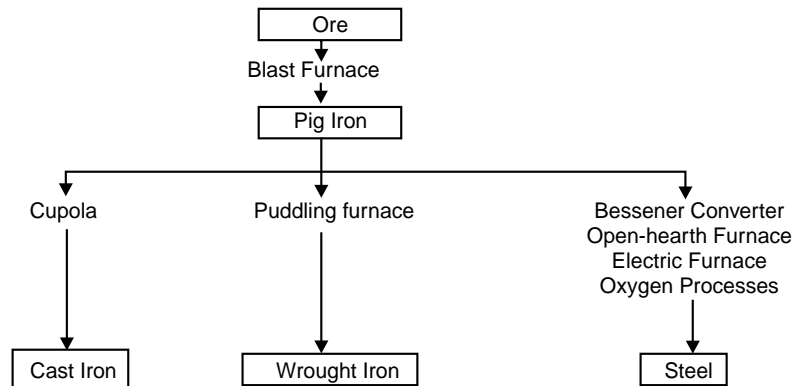 Ore
Blast Furnace
Pig Iron
Cupola
Puddling furnace
Bessener Converter
Open-hearth Furnace
Electric Furnace
Oxygen Processes
Cast Iron
Wrought Iron
Steel